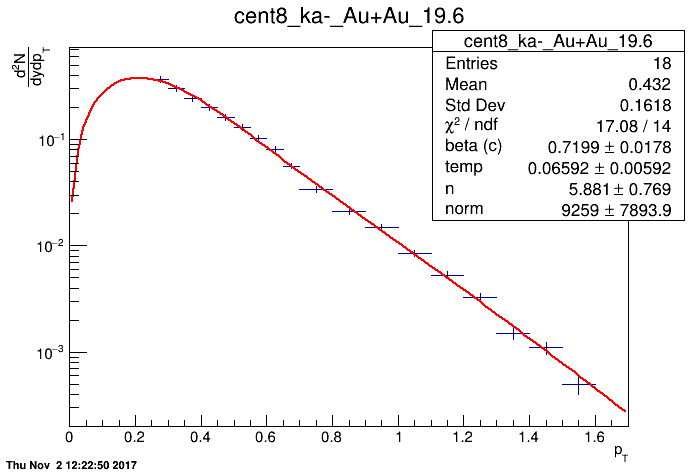 cent8_ka-_Au+Au_19.6
d²N
dydp_T
cent8_ka-_Au+Au_19.6
Entries 18
Mean 0.432
Std Dev 0.1618
χ² / ndf 17.08 / 14
beta (c) 0.7199 ± 0.0178
temp 0.06592 ± 0.00592
n 5.881 ± 0.769
norm 9259 ± 7893.9
10⁻¹
10⁻²
10⁻³
0 0.2 0.4 0.6 0.8 1 1.2 1.4 1.6
p_T
Thu Nov 2 12:22:50 2017